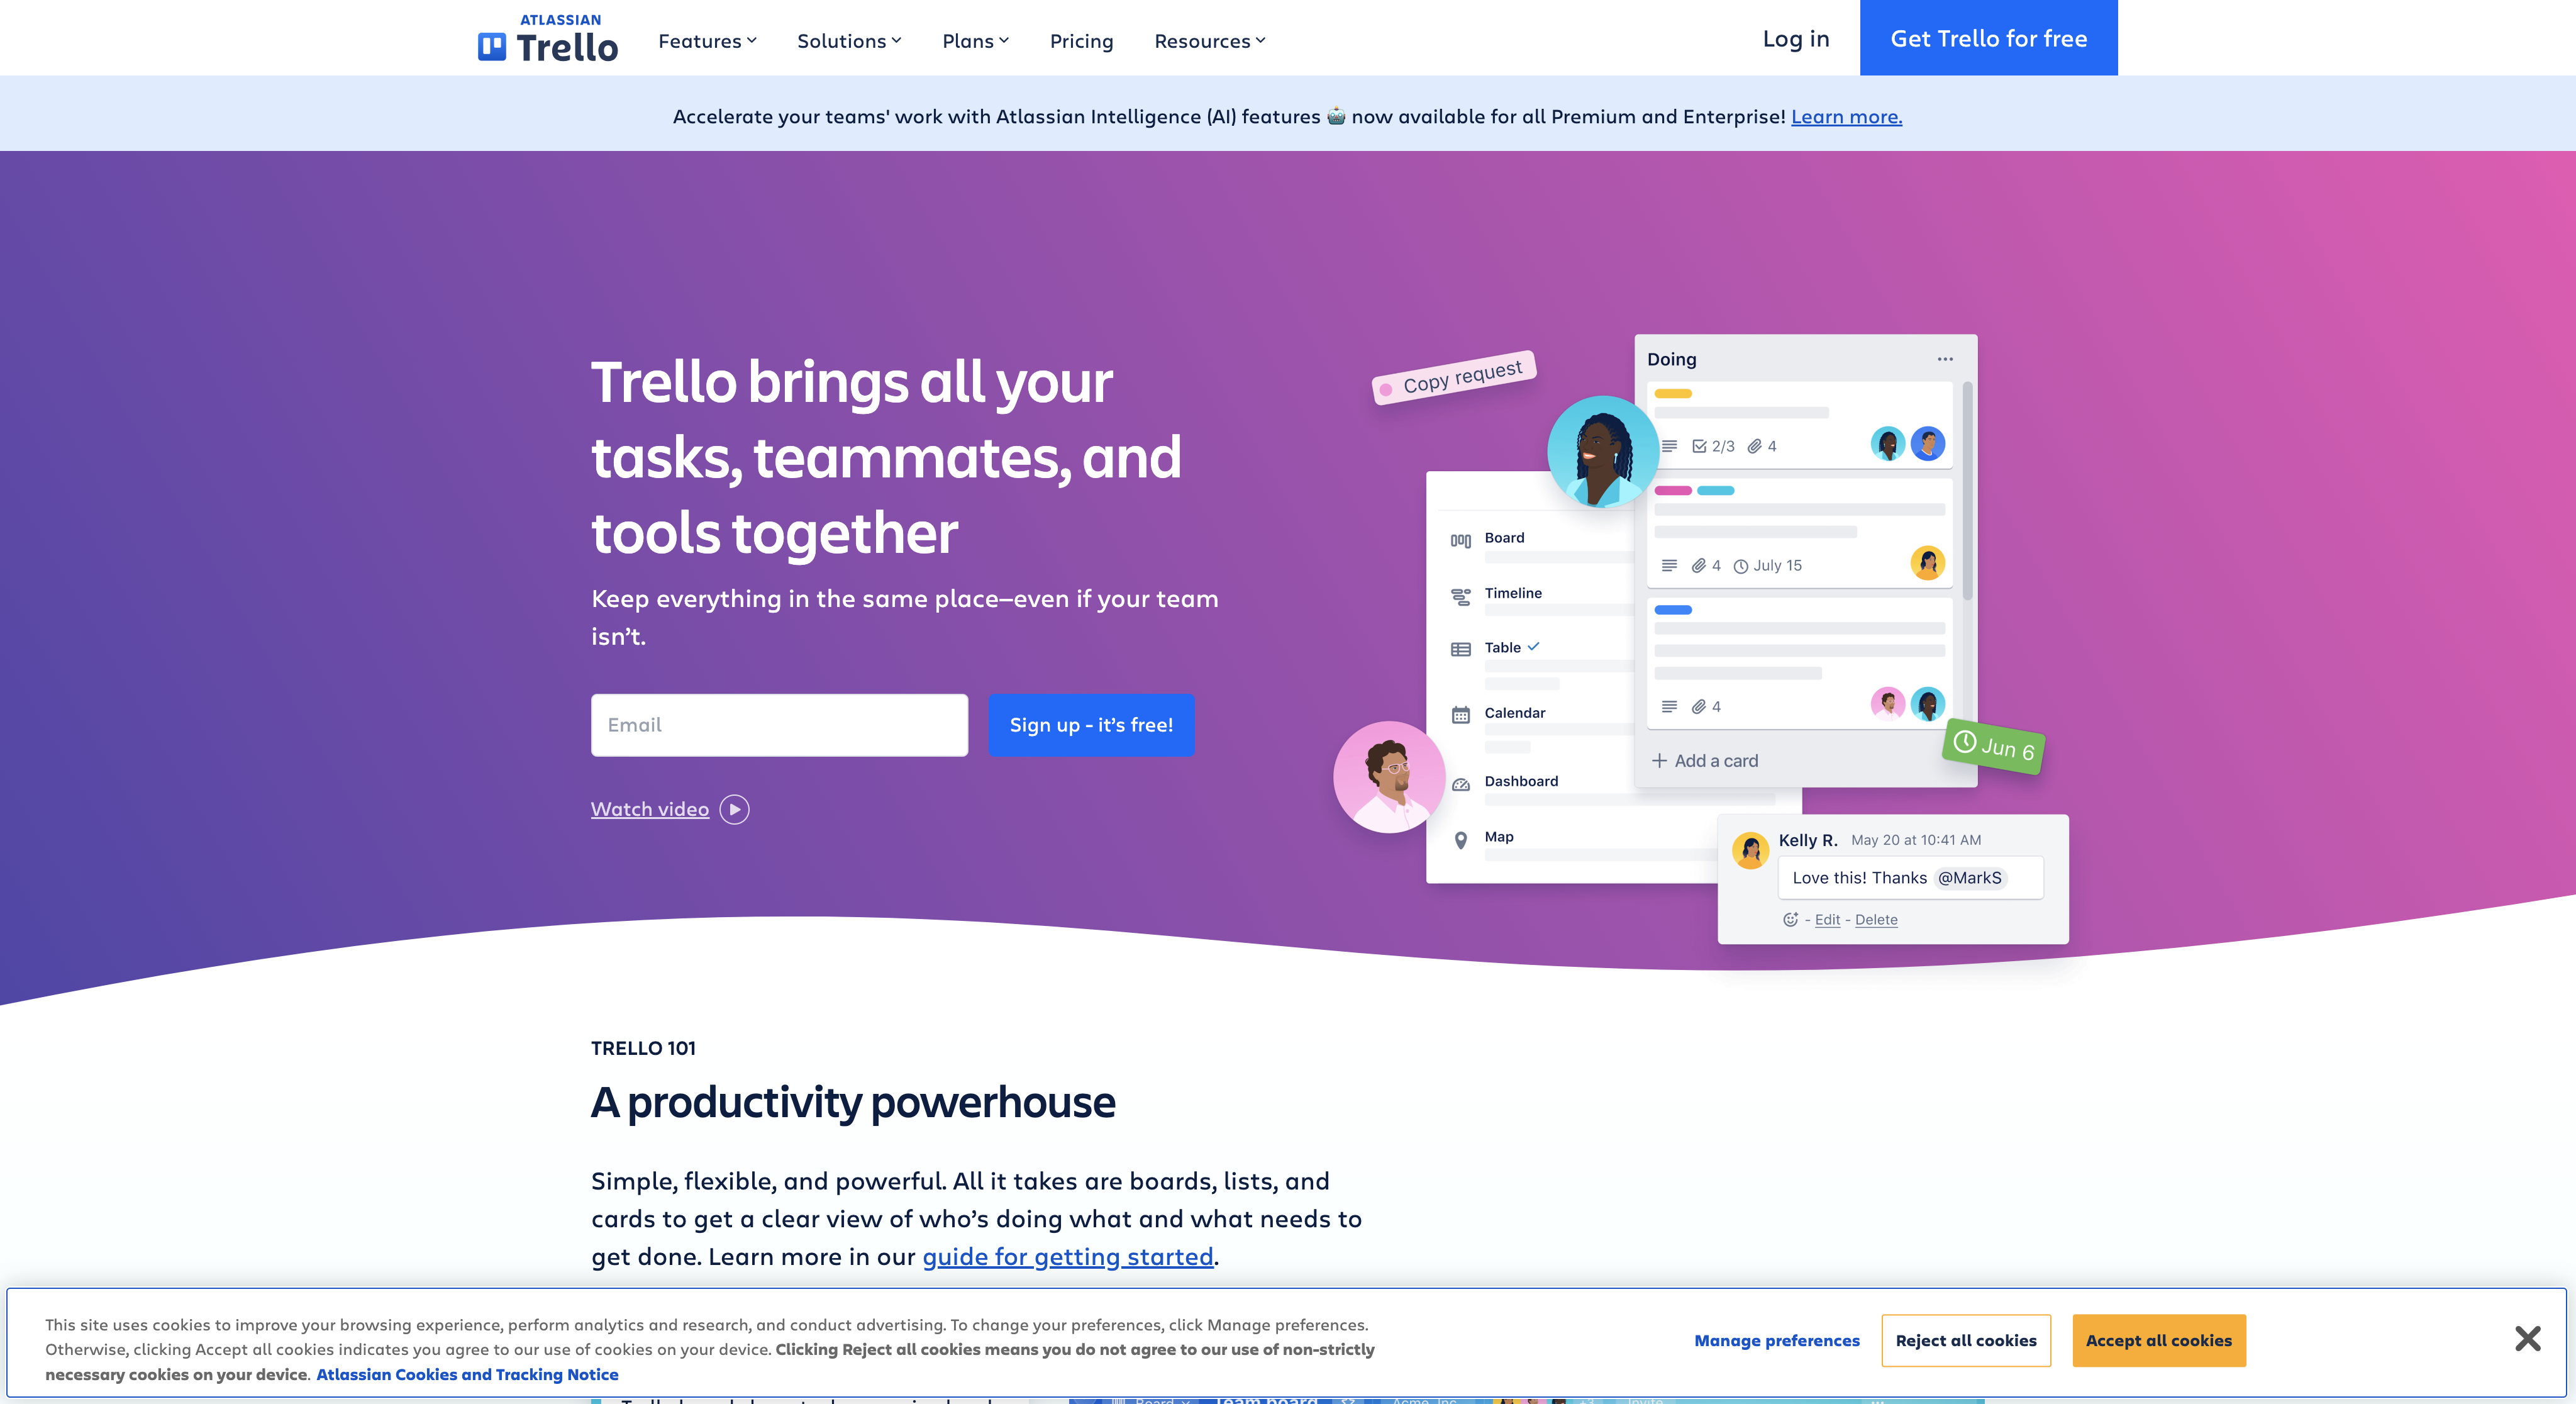 ATLASSIAN
Trello
Features
Solutions
Plans
Pricing
Resources
Log in
Get Trello for free
Accelerate your teams' work with Atlassian Intelligence (AI) features 🤖 now available for all Premium and Enterprise! Learn more.
Trello brings all your
tasks, teammates, and
tools together
Keep everything in the same place—even if your team
isn’t.
Email
Sign up - it’s free!
Watch video
Copy request
Doing
2/3
4
4
July 15
4
Add a card
Jun 6
Board
Timeline
Table
Calendar
Dashboard
Map
Kelly R. May 20 at 10:41 AM
Love this! Thanks @MarkS
- Edit - Delete
TRELLO 101
A productivity powerhouse
Simple, flexible, and powerful. All it takes are boards, lists, and
cards to get a clear view of who’s doing what and what needs to
get done. Learn more in our guide for getting started.
This site uses cookies to improve your browsing experience, perform analytics and research, and conduct advertising. To change your preferences, click Manage preferences.
Otherwise, clicking Accept all cookies indicates you agree to our use of cookies on your device. Clicking Reject all cookies means you do not agree to our use of non-strictly
necessary cookies on your device. Atlassian Cookies and Tracking Notice
Manage preferences
Reject all cookies
Accept all cookies
Board
Team board
Acme, Inc.
+3
Invite